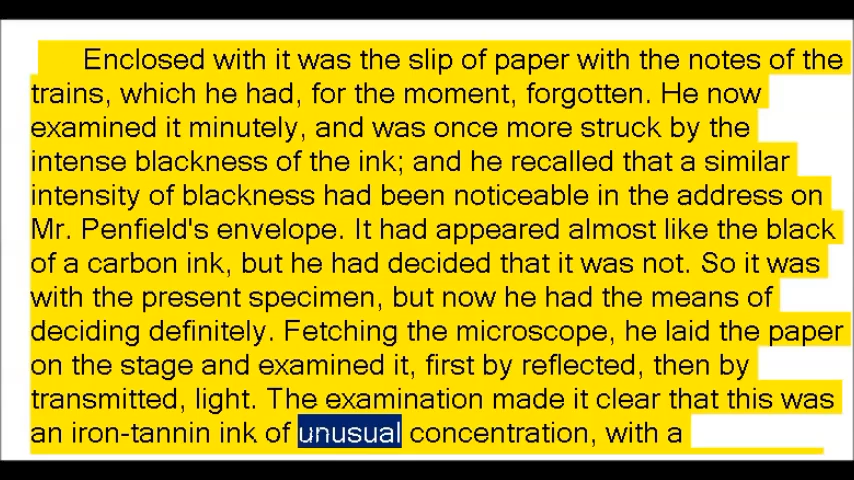 Enclosed with it was the slip of paper with the notes of the
trains, which he had, for the moment, forgotten. He now
examined it minutely, and was once more struck by the
intense blackness of the ink; and he recalled that a similar
intensity of blackness had been noticeable in the address on
Mr. Penfield's envelope. It had appeared almost like the black
of a carbon ink, but he had decided that it was not. So it was
with the present specimen, but now he had the means of
deciding definitely. Fetching the microscope, he laid the paper
on the stage and examined it, first by reflected, then by
transmitted, light. The examination made it clear that this was
an iron-tannin ink of unusual concentration, with a